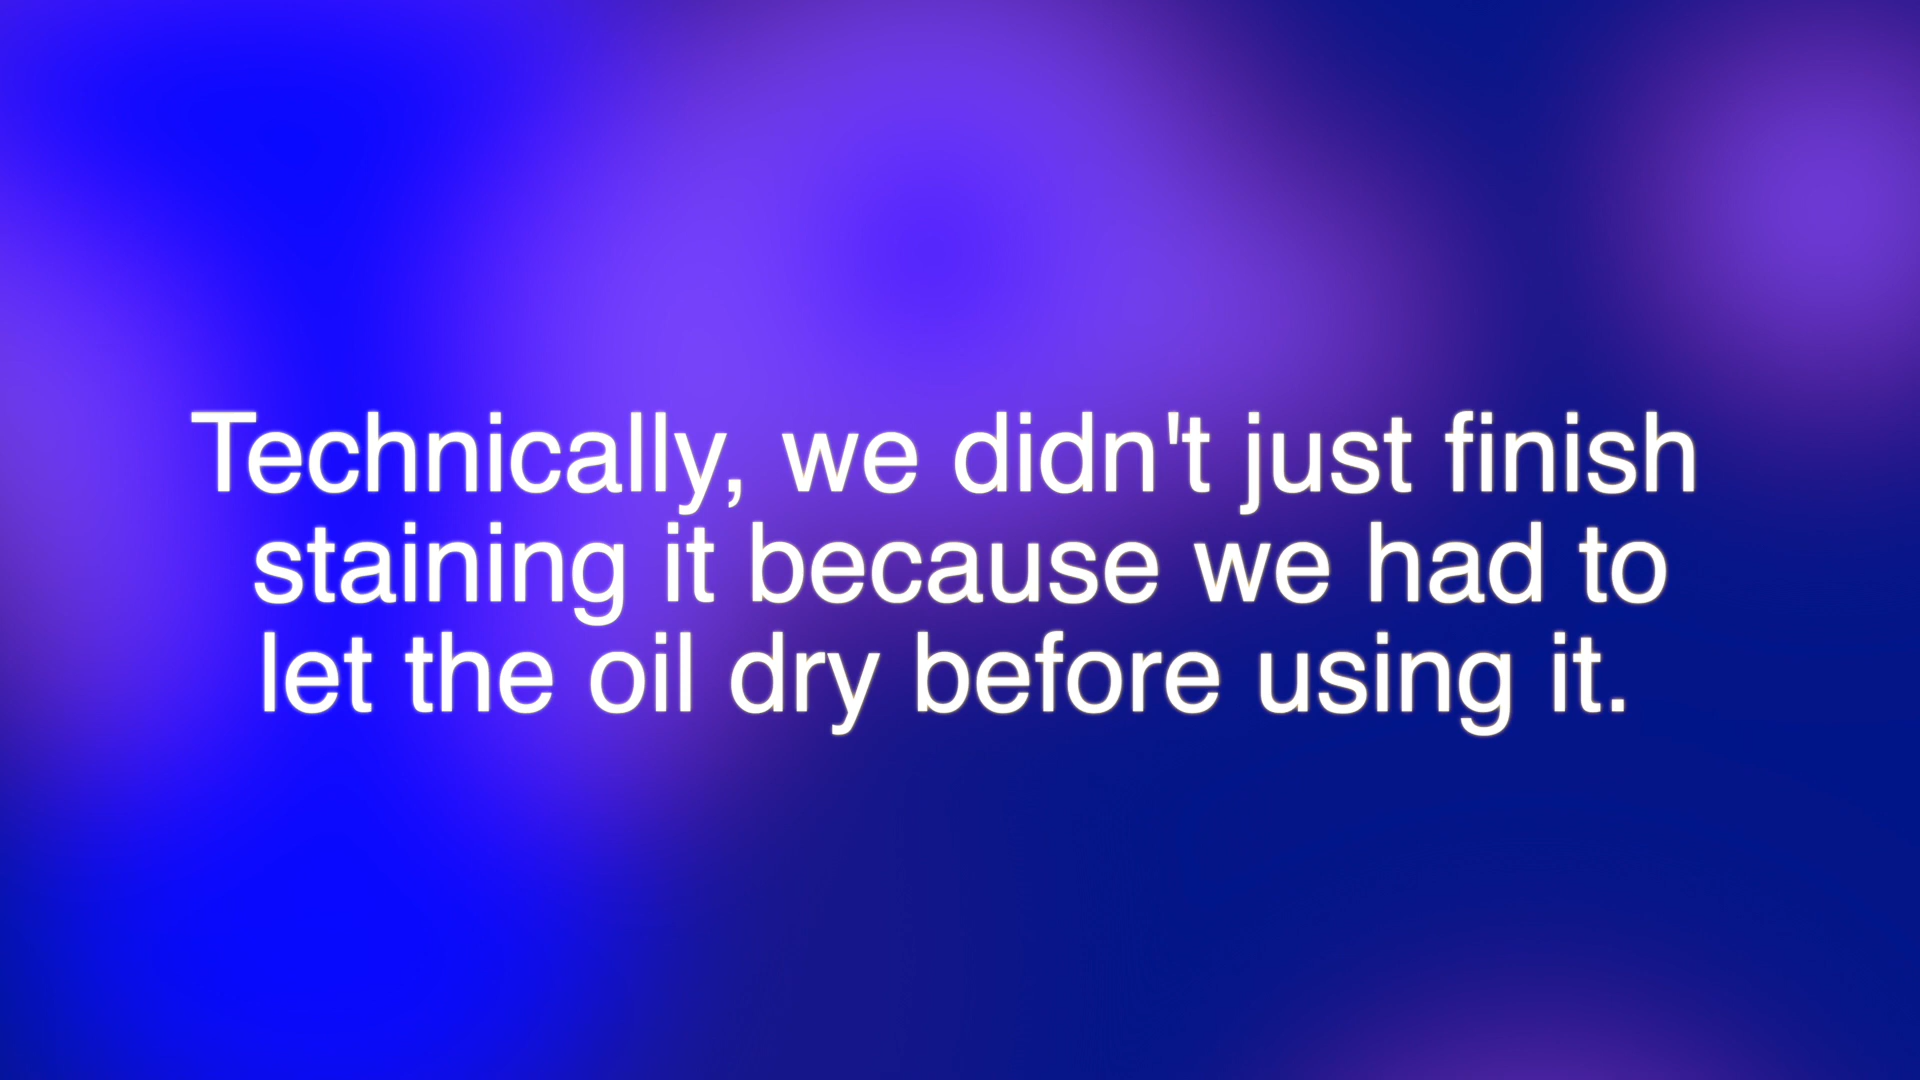 Technically, we didn't just finish
staining it because we had to
let the oil dry before using it.